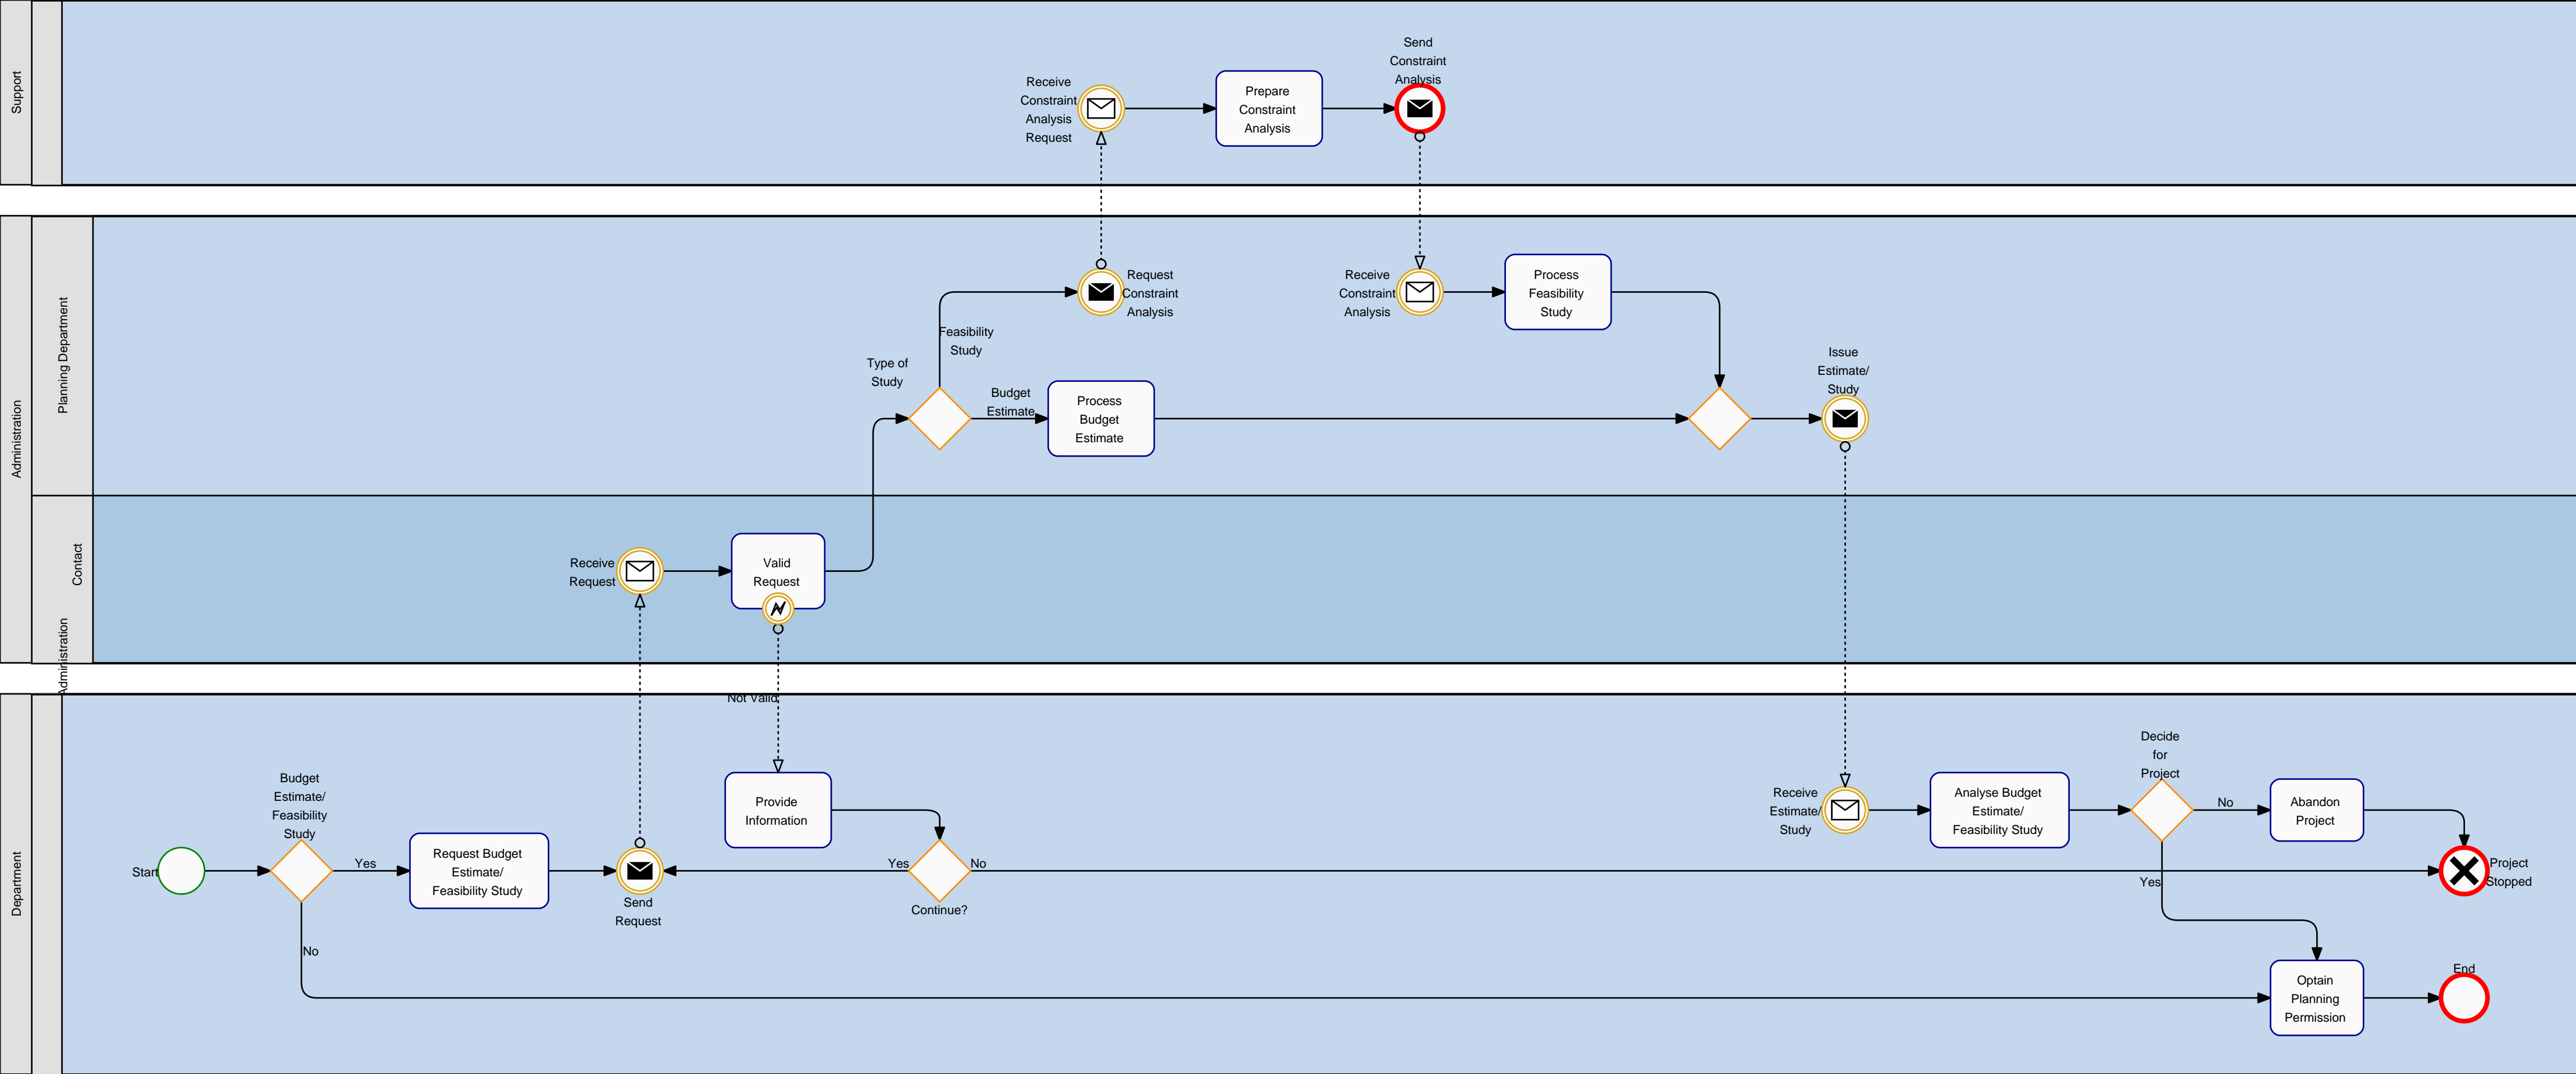 Support
Receive
Constraint
Analysis
Request
Prepare
Constraint
Analysis
Send
Constraint
Analysis
Administration
Planning Department
Type of
Study
Feasibility
Study
Request
Constraint
Analysis
Budget
Estimate
Process
Budget
Estimate
Receive
Constraint
Analysis
Process
Feasibility
Study
Issue
Estimate/
Study
Contact
Administration
Receive
Request
Valid
Request
Not Valid
Department
Start
Budget
Estimate/
Feasibility
Study
Yes
No
Request Budget
Estimate/
Feasibility Study
Send
Request
Provide
Information
Yes
No
Continue?
Receive
Estimate/
Study
Analyse Budget
Estimate/
Feasibility Study
Decide
for
Project
No
Yes
Abandon
Project
Project
Stopped
Optain
Planning
Permission
End